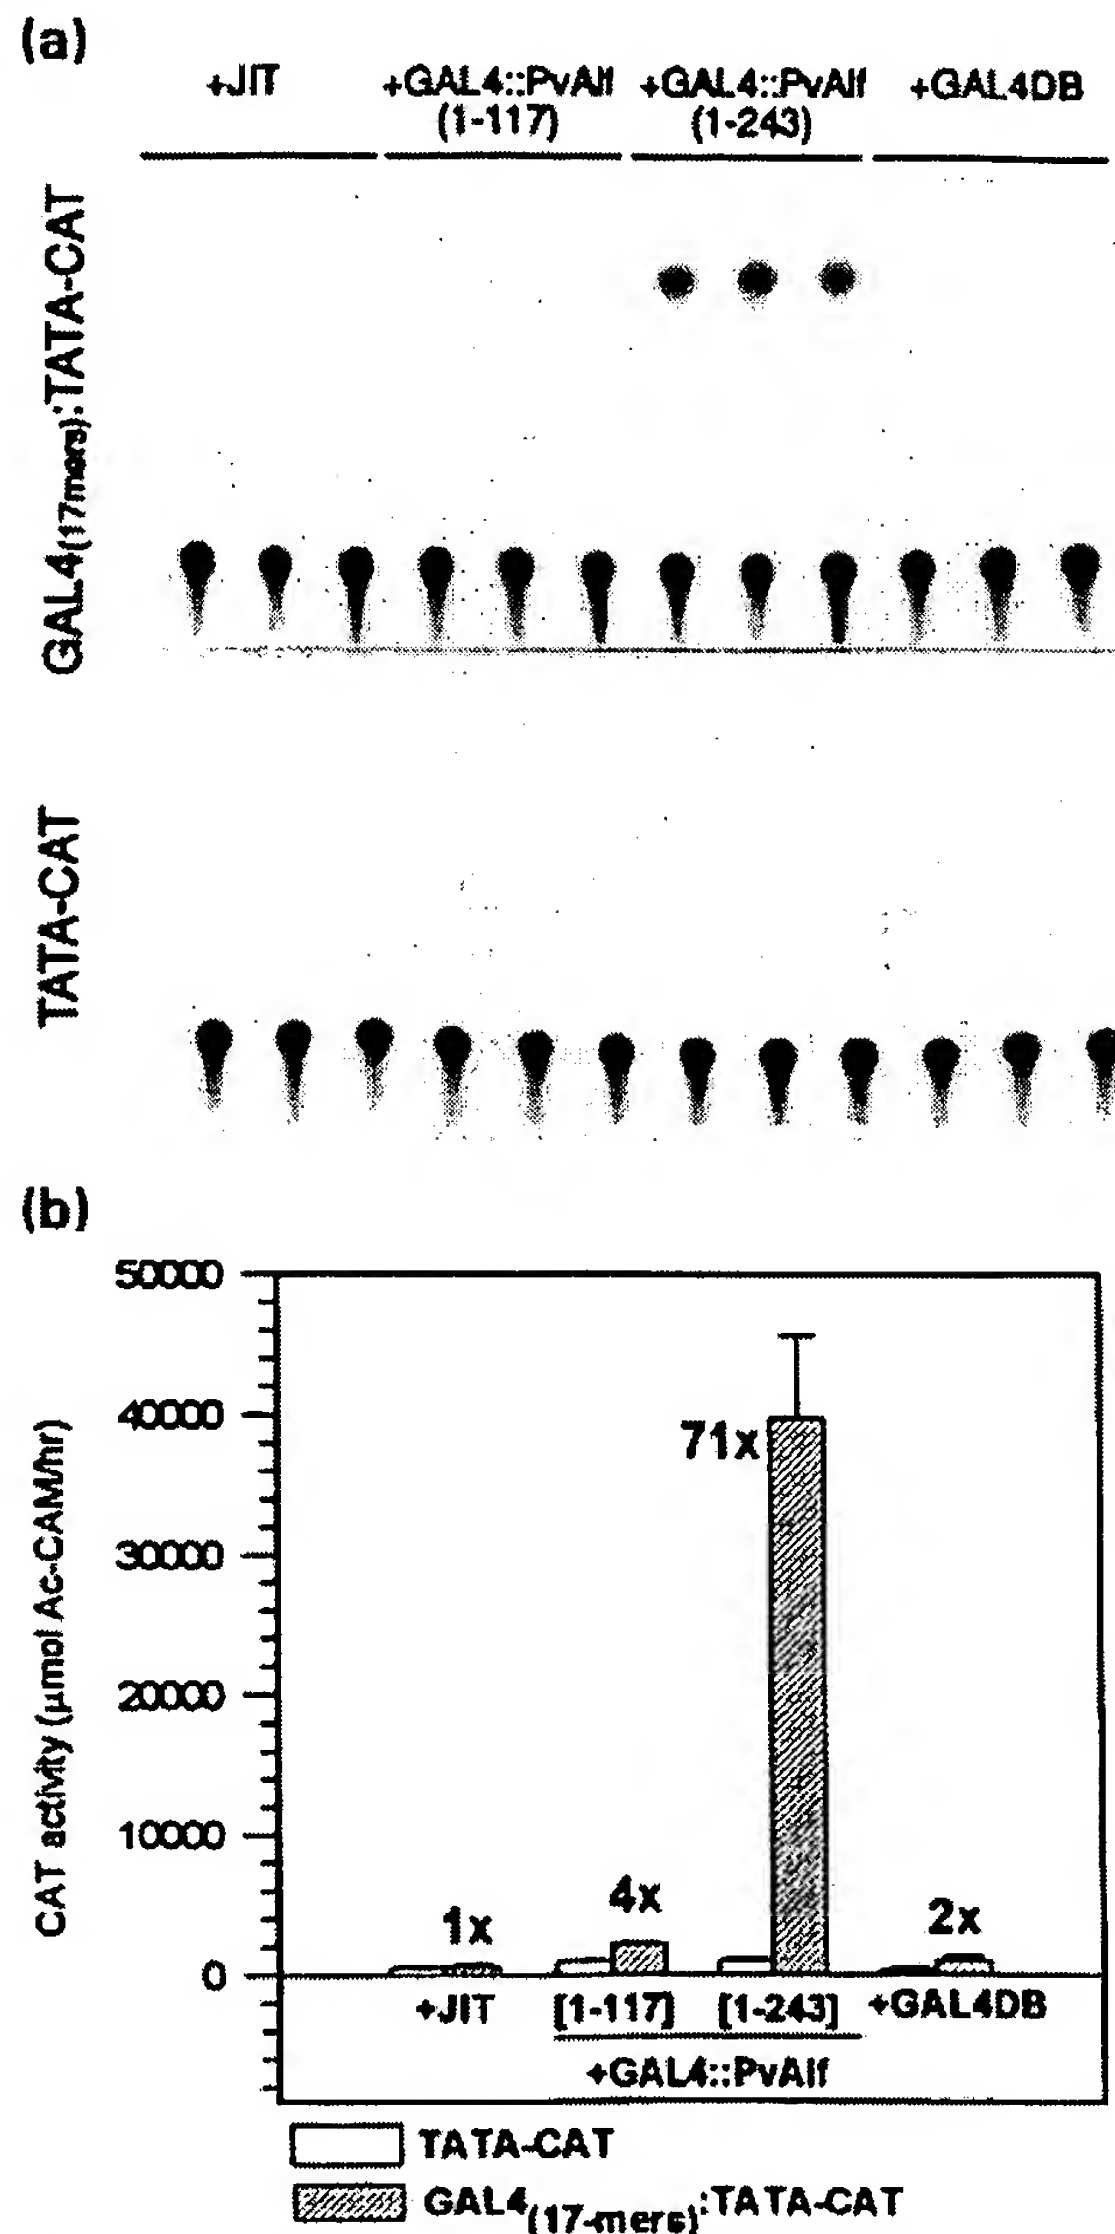 (a)
+JIT +GAL4::PvAlf +GAL4::PvAlf +GAL4DB
(1-117) (1-243)
GAL4(17mers):TATA-CAT
TATA-CAT
(b)
CAT activity (µmol Ac-CAM/hr)
50000
40000
30000
20000
10000
0
71x
4x
1x
2x
+JIT [1-117] [1-243] +GAL4DB
+GAL4::PvAlf
TATA-CAT
GAL4(17-mers):TATA-CAT